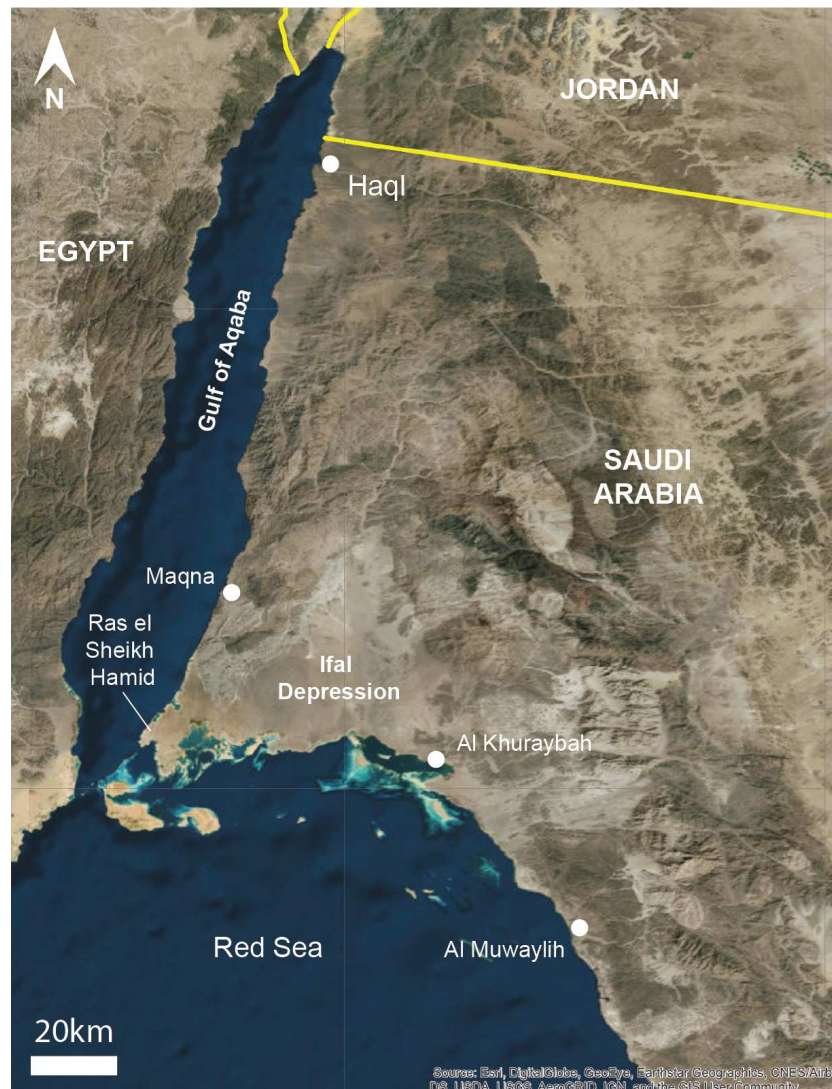 N
JORDAN
Haql
EGYPT
Gulf of Aqaba
SAUDI
ARABIA
Maqna
Ras el
Sheikh
Hamid
Ifal
Depression
Al Khuraybah
Red Sea
Al Muwaylih
20km
Source: Esri, DigitalGlobe, GeoEye, Earthstar Geographics, CNES/Airb
DS, USDA, USGS, AeroGRID, IGN, and the GIS User Community